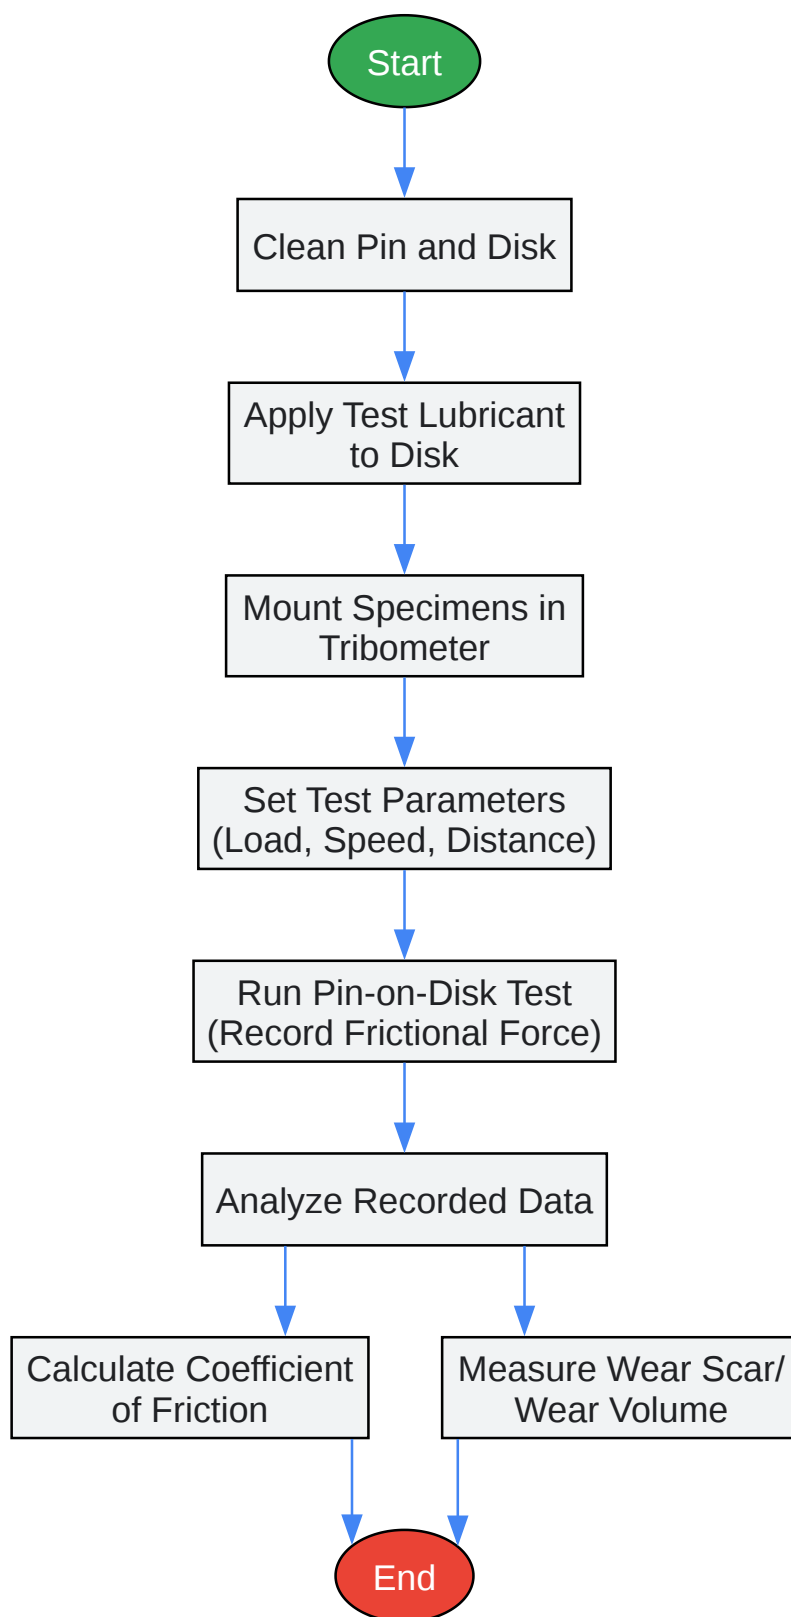 Start
Clean Pin and Disk
Apply Test Lubricant
to Disk
Mount Specimens in
Tribometer
Set Test Parameters
(Load, Speed, Distance)
Run Pin-on-Disk Test
(Record Frictional Force)
Analyze Recorded Data
Calculate Coefficient
of Friction
Measure Wear Scar/
Wear Volume
End